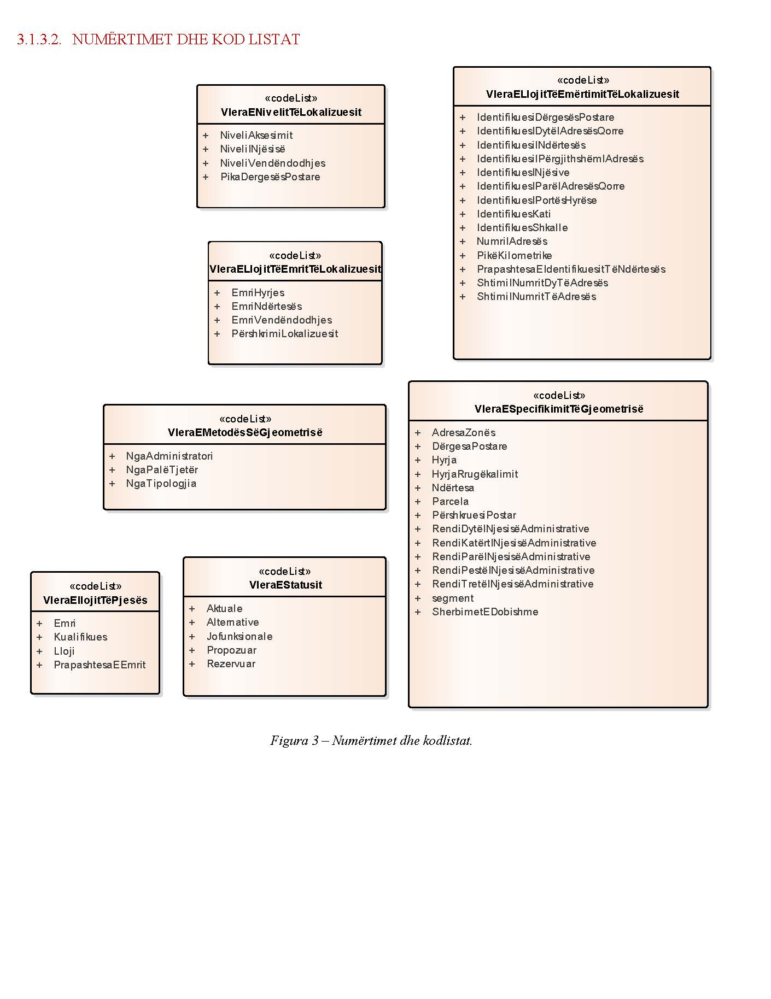 3.1.3.2. NUMËRTIMET DHE KOD LISTAT
«codeList»
VleraENivelitTëLokalizuesit
+ NiveliAksesimit
+ NiveliINjësisë
+ NiveliVendëndodhjes
+ PikaDergesësPostare
«codeList»
VleraELlojitTëEmërtimitTëLokalizuesit
+ IdentifikuesiDërgesësPostare
+ IdentifikuesIDytëIAdresësQorre
+ IdentifikuesiINdërtesës
+ IdentifikuesiIPërgjithshëmIAdresës
+ IdentifikuesINjësive
+ IdentifikuesIParëIAdresësQorre
+ IdentifikuesIPortësHyrëse
+ IdentifikuesKati
+ IdentifikuesShkalle
+ NumriIAdresës
+ PikëKilometrike
+ PrapashtesaEIdentifikuesitTëNdërtesës
+ ShtimiINumritDyTëAdresës
+ ShtimiINumritTëAdresës
«codeList»
VleraELlojitTëEmritTëLokalizuesit
+ EmriHyrjes
+ EmriNdërtesës
+ EmriVendëndodhjes
+ PërshkrimiLokalizuesit
«codeList»
VleraEMetodësSëGjeometrisë
+ NgaAdministratori
+ NgaPalëTjetër
+ NgaTipologjia
«codeList»
VleraESpecifikimitTëGjeometrisë
+ AdresaZonës
+ DërgesaPostare
+ Hyrja
+ HyrjaRrugëkalimit
+ Ndërtesa
+ Parcela
+ PërshkruesiPostar
+ RendiDytëINjesisëAdministrative
+ RendiKatërtINjesisëAdministrative
+ RendiParëINjesisëAdministrative
+ RendiPestëINjesisëAdministrative
+ RendiTretëINjesisëAdministrative
+ segment
+ SherbimetEDobishme
«codeList»
VleraEllojitTëPjesës
+ Emri
+ Kualifikues
+ Lloji
+ PrapashtesaEEmrit
«codeList»
VleraEStatusit
+ Aktuale
+ Alternative
+ Jofunksionale
+ Propozuar
+ Rezervuar
Figura 3 – Numërtimet dhe kodlistat.